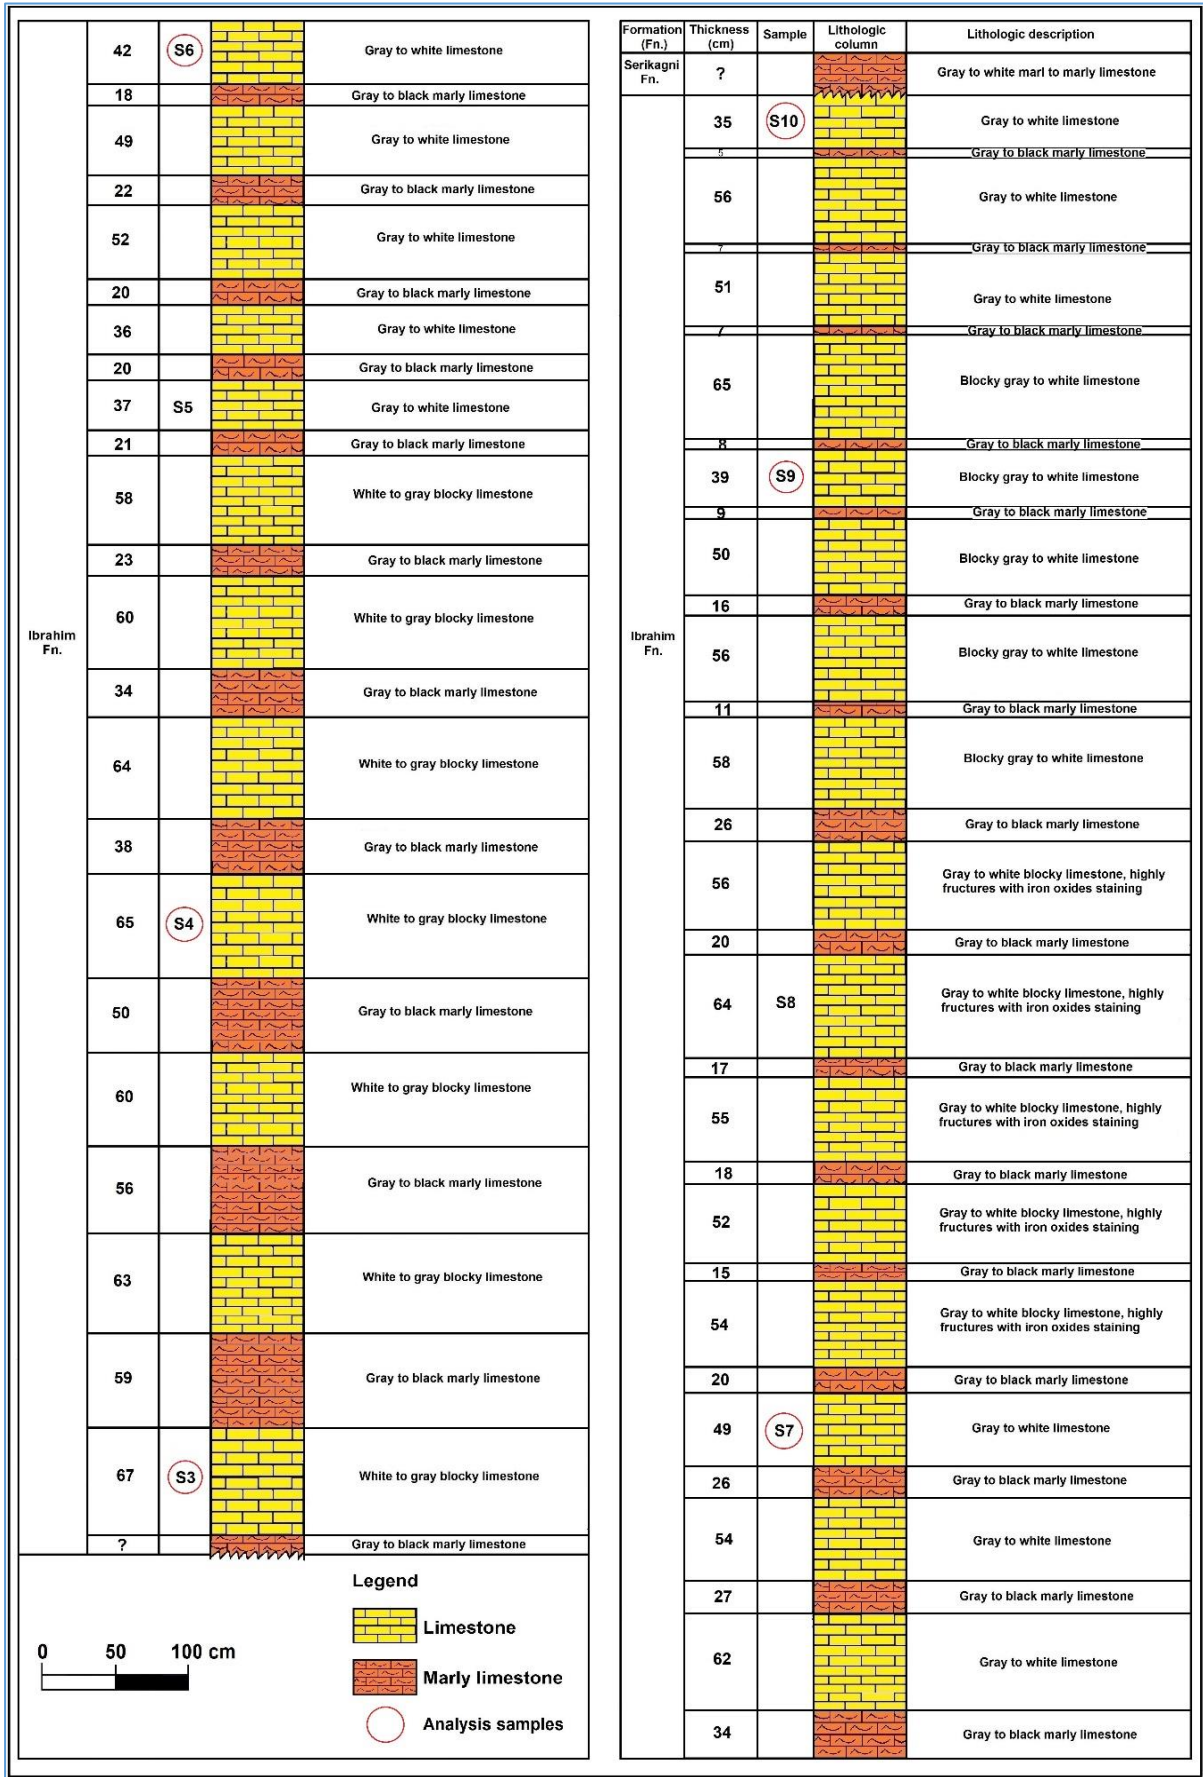 42 S6 Gray to white limestone
18 Gray to black marly limestone
49 Gray to white limestone
22 Gray to black marly limestone
52 Gray to white limestone
20 Gray to black marly limestone
36 Gray to white limestone
20 Gray to black marly limestone
37 S5 Gray to white limestone
21 Gray to black marly limestone
58 White to gray blocky limestone
23 Gray to black marly limestone
60 White to gray blocky limestone
Ibrahim
Fn.
34 Gray to black marly limestone
64 White to gray blocky limestone
38 Gray to black marly limestone
65 S4 White to gray blocky limestone
50 Gray to black marly limestone
60 White to gray blocky limestone
56 Gray to black marly limestone
63 White to gray blocky limestone
59 Gray to black marly limestone
67 S3 White to gray blocky limestone
? Gray to black marly limestone
Legend
Limestone
Marly limestone
Analysis samples
0 50 100 cm
Formation (Fn.) Thickness (cm) Sample Lithologic column Lithologic description
Serikagni
Fn.
? Gray to white marl to marly limestone
35 S10 Gray to white limestone
5 Gray to black marly limestone
56 Gray to white limestone
7 Gray to black marly limestone
51 Gray to white limestone
7 Gray to black marly limestone
65 Blocky gray to white limestone
8 Gray to black marly limestone
39 S9 Blocky gray to white limestone
9 Gray to black marly limestone
50 Blocky gray to white limestone
16 Gray to black marly limestone
Ibrahim
Fn.
56 Blocky gray to white limestone
11 Gray to black marly limestone
58 Blocky gray to white limestone
26 Gray to black marly limestone
56 Gray to white blocky limestone, highly
fructures with iron oxides staining
20 Gray to black marly limestone
64 S8 Gray to white blocky limestone, highly
fructures with iron oxides staining
17 Gray to black marly limestone
55 Gray to white blocky limestone, highly
fructures with iron oxides staining
18 Gray to black marly limestone
52 Gray to white blocky limestone, highly
fructures with iron oxides staining
15 Gray to black marly limestone
54 Gray to white blocky limestone, highly
fructures with iron oxides staining
20 Gray to black marly limestone
49 S7 Gray to white limestone
26 Gray to black marly limestone
54 Gray to white limestone
27 Gray to black marly limestone
62 Gray to white limestone
34 Gray to black marly limestone